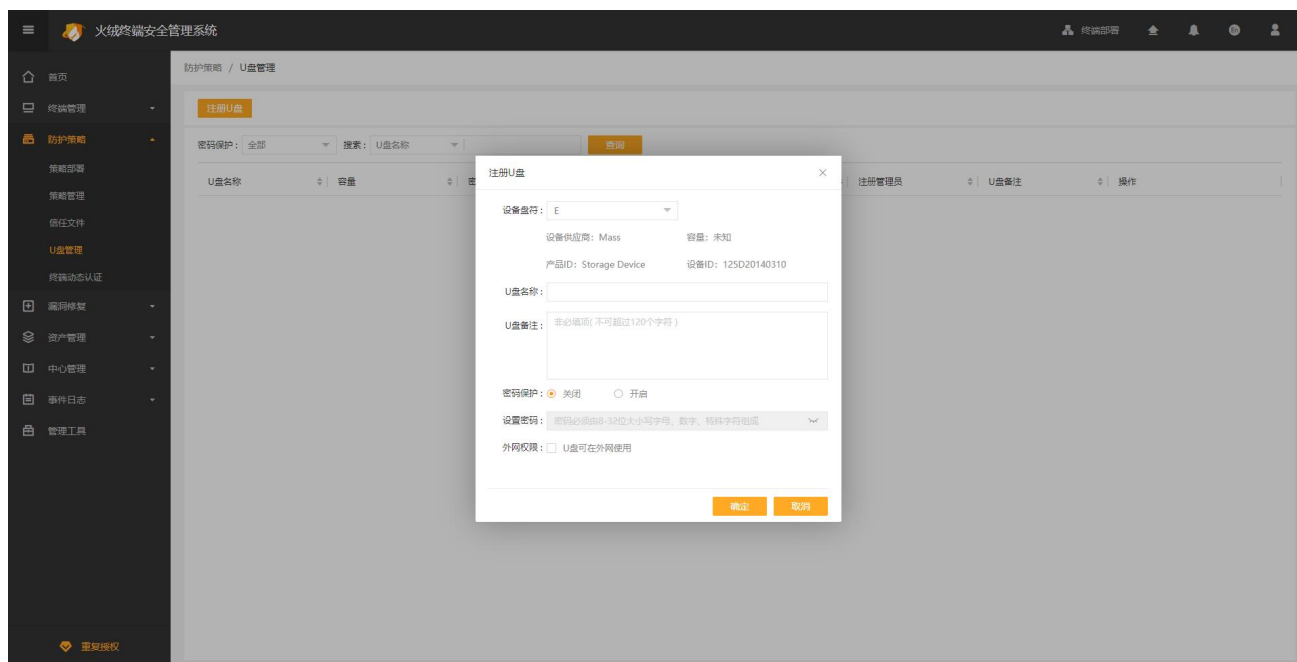 火绒终端安全管理系统
终端部署
En
首页
终端管理
防护策略
策略部署
策略管理
信任文件
U盘管理
终端动态认证
漏洞修复
资产管理
中心管理
事件日志
管理工具
重复授权
防护策略 / U盘管理
注册U盘
密码保护： 全部 搜索： U盘名称 查询
U盘名称 容量 密 注册管理员 U盘备注 操作
注册U盘
设备盘符： E
设备供应商：Mass 容量：未知
产品ID：Storage Device 设备ID：125D20140310
U盘名称：
U盘备注： 非必填项(不可超过120个字符)
密码保护： 关闭 开启
设置密码： 密码必须由8-32位大小写字母、数字、特殊字符组成
外网权限： U盘可在外网使用
确定 取消